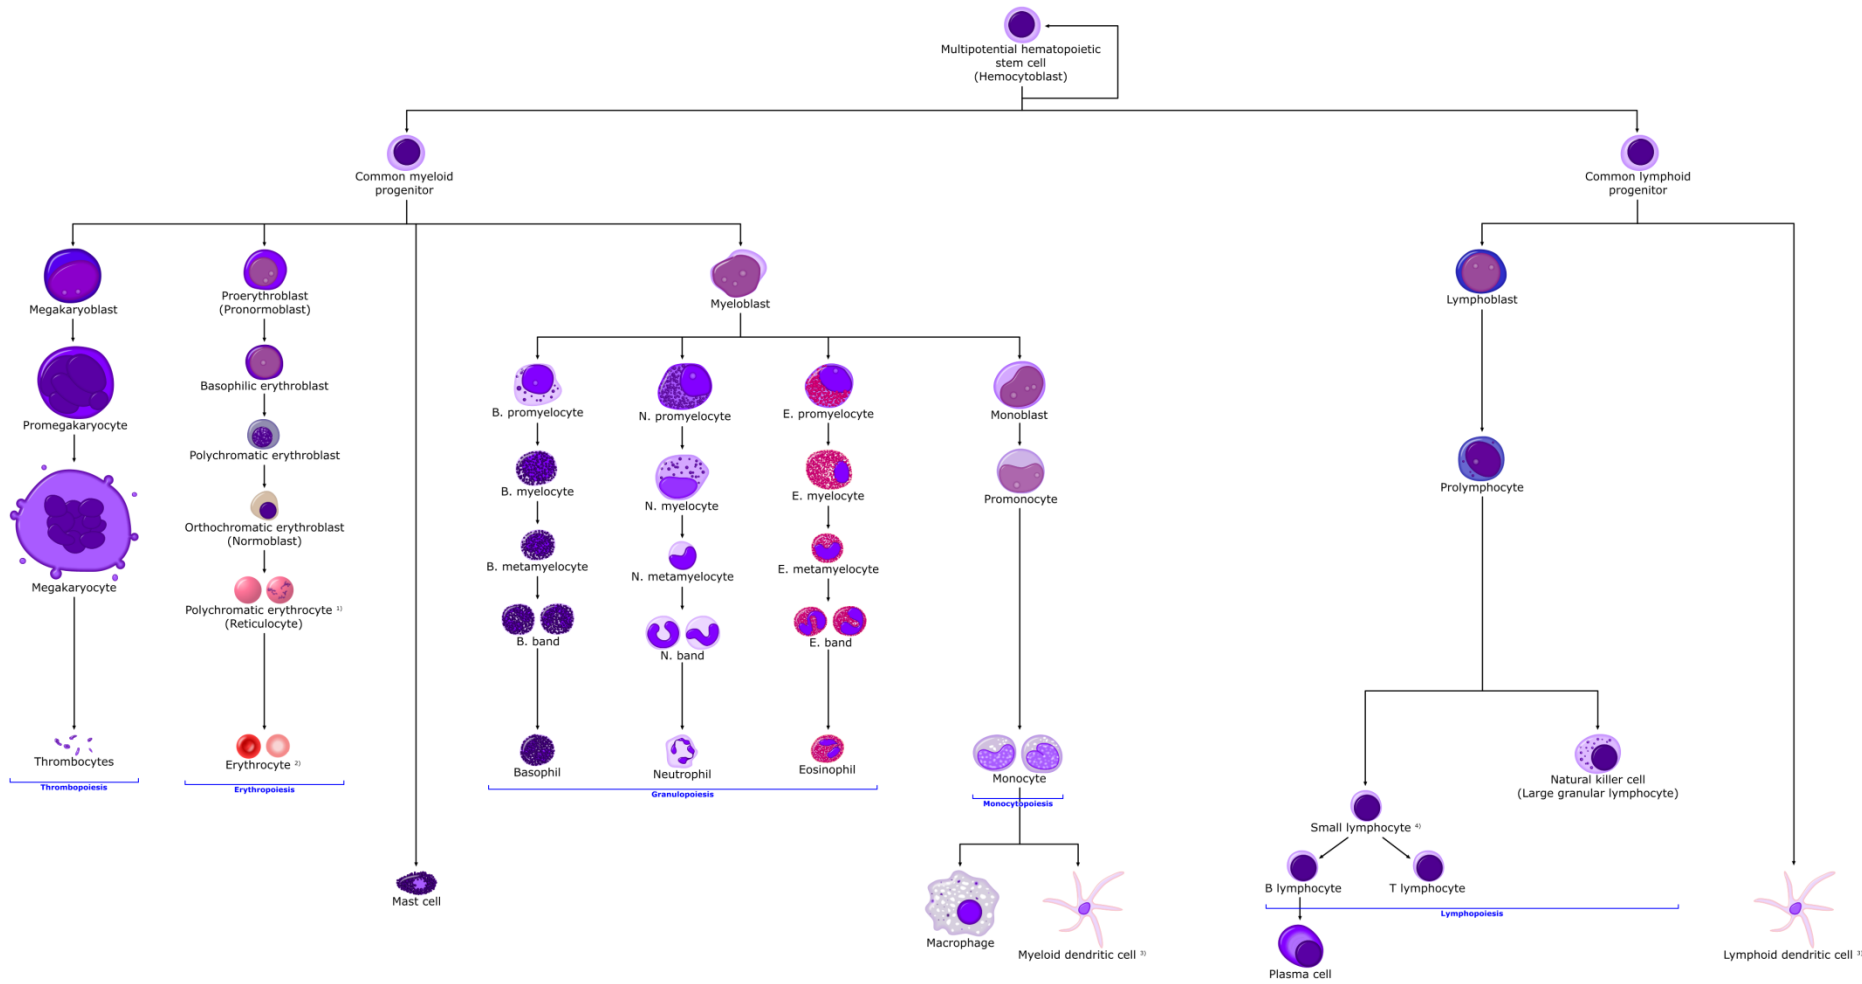 Multipotential hematopoietic
stem cell
(Hemocytoblast)
Common myeloid
progenitor
Common lymphoid
progenitor
Megakaryoblast
Proerythroblast
(Pronormoblast)
Myeloblast
Lymphoblast
Promegakaryocyte
Basophilic erythroblast
B. promyelocyte
N. promyelocyte
E. promyelocyte
Monoblast
Polychromatic erythroblast
B. myelocyte
N. myelocyte
E. myelocyte
Promonocyte
Prolymphocyte
Orthochromatic erythroblast
(Normoblast)
Megakaryocyte
B. metamyelocyte
N. metamyelocyte
E. metamyelocyte
Polychromatic erythrocyte 1)
(Reticulocyte)
B. band
N. band
E. band
Thrombocytes
Erythrocyte 2)
Basophil
Neutrophil
Eosinophil
Monocyte
Natural killer cell
(Large granular lymphocyte)
Thrombopoiesis
Erythropoiesis
Granulopoiesis
Monocytopoiesis
Small lymphocyte 4)
Mast cell
B lymphocyte
T lymphocyte
Lymphopoiesis
Macrophage
Myeloid dendritic cell 3)
Plasma cell
Lymphoid dendritic cell 3)